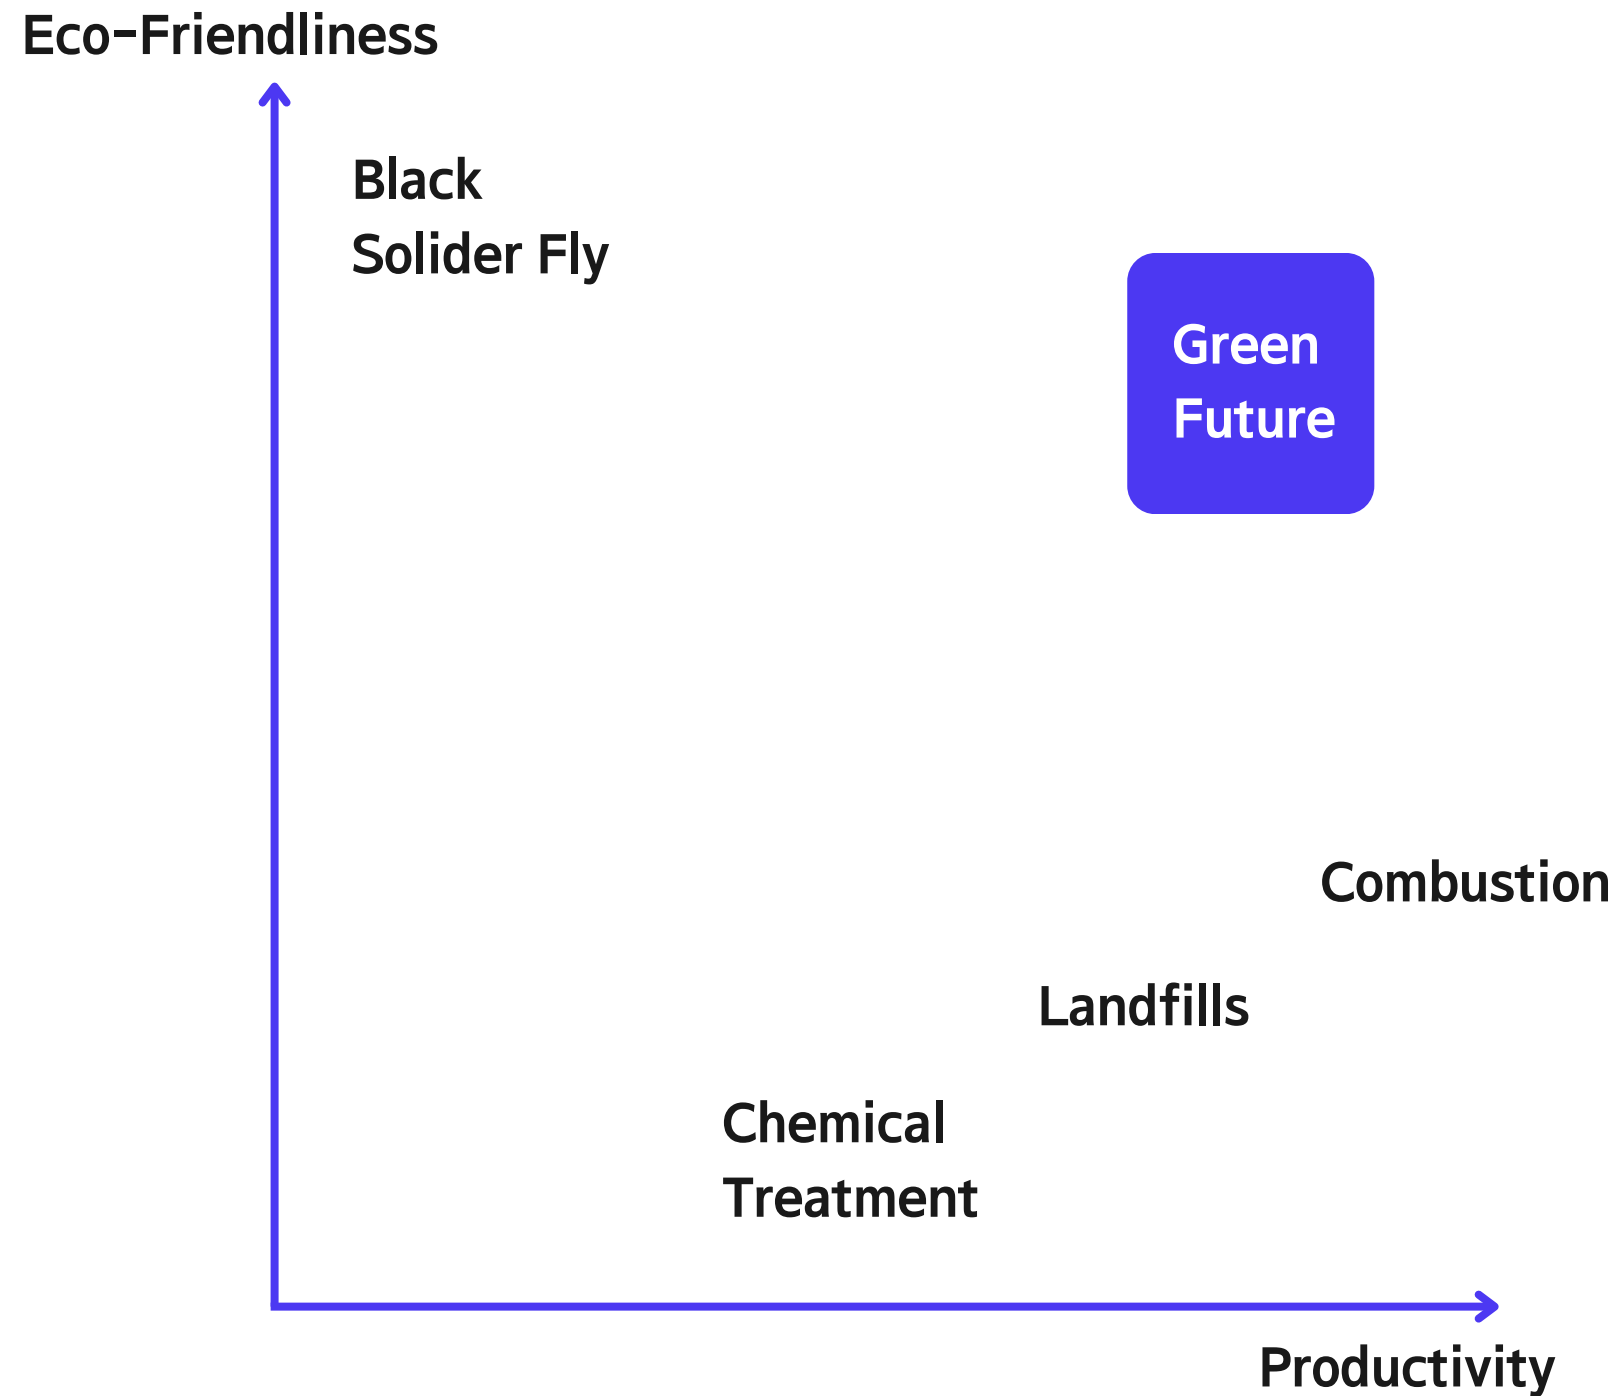 Eco-Friendliness
Black
Solider Fly
Green
Future
Combustion
Landfills
Chemical
Treatment
Productivity